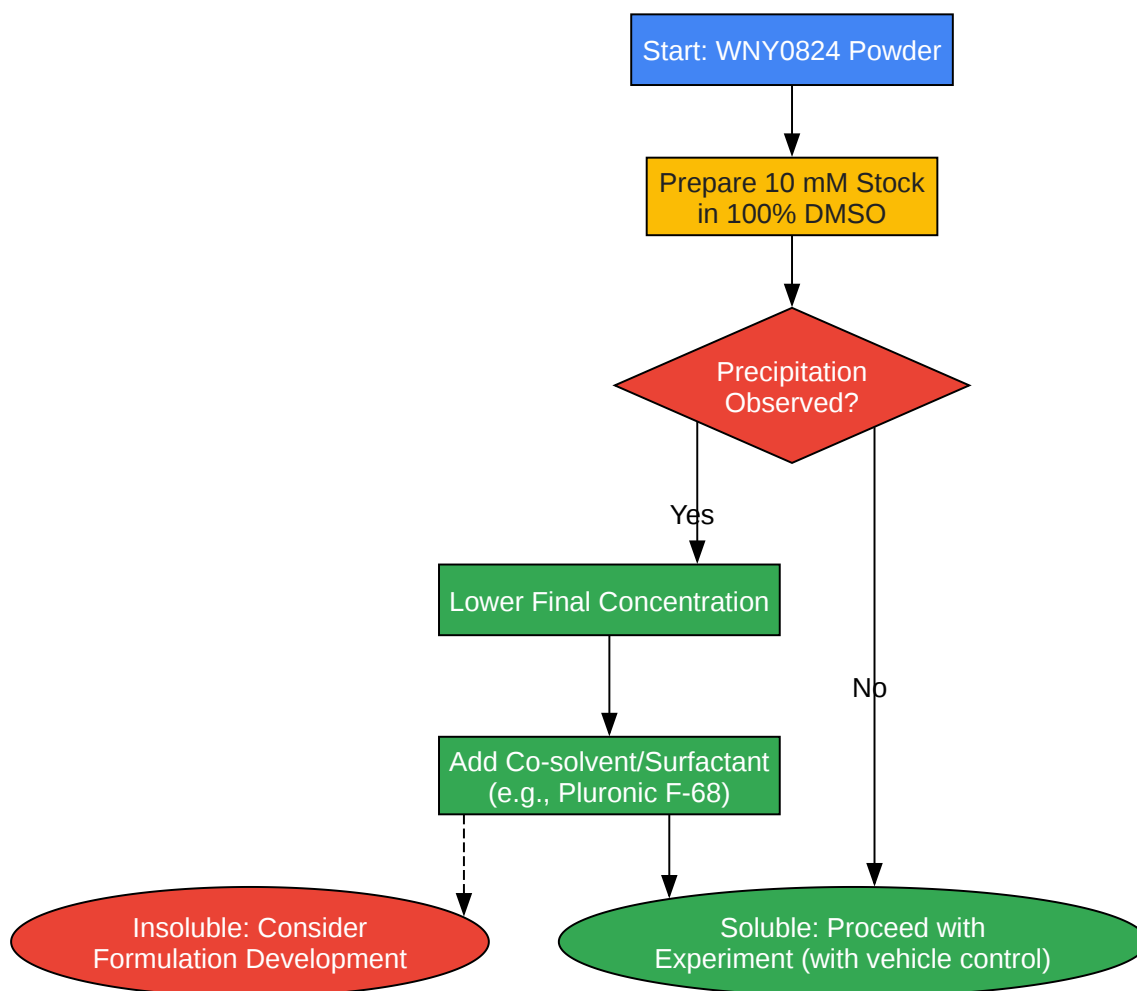 Start: WNY0824 Powder
Prepare 10 mM Stock
in 100% DMSO
Precipitation
Observed?
Yes
Lower Final Concentration
No
Add Co-solvent/Surfactant
(e.g., Pluronic F-68)
Insoluble: Consider
Formulation Development
Soluble: Proceed with
Experiment (with vehicle control)